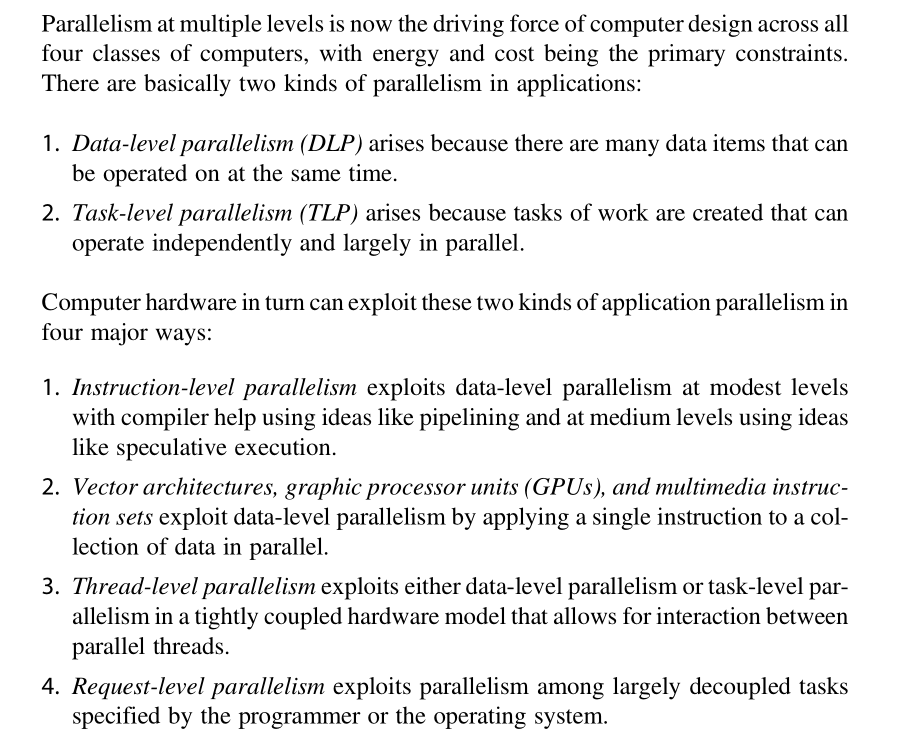 Parallelism at multiple levels is now the driving force of computer design across all
four classes of computers, with energy and cost being the primary constraints.
There are basically two kinds of parallelism in applications:
1. Data-level parallelism (DLP) arises because there are many data items that can
be operated on at the same time.
2. Task-level parallelism (TLP) arises because tasks of work are created that can
operate independently and largely in parallel.
Computer hardware in turn can exploit these two kinds of application parallelism in
four major ways:
1. Instruction-level parallelism exploits data-level parallelism at modest levels
with compiler help using ideas like pipelining and at medium levels using ideas
like speculative execution.
2. Vector architectures, graphic processor units (GPUs), and multimedia instruc-
tion sets exploit data-level parallelism by applying a single instruction to a col-
lection of data in parallel.
3. Thread-level parallelism exploits either data-level parallelism or task-level par-
allelism in a tightly coupled hardware model that allows for interaction between
parallel threads.
4. Request-level parallelism exploits parallelism among largely decoupled tasks
specified by the programmer or the operating system.